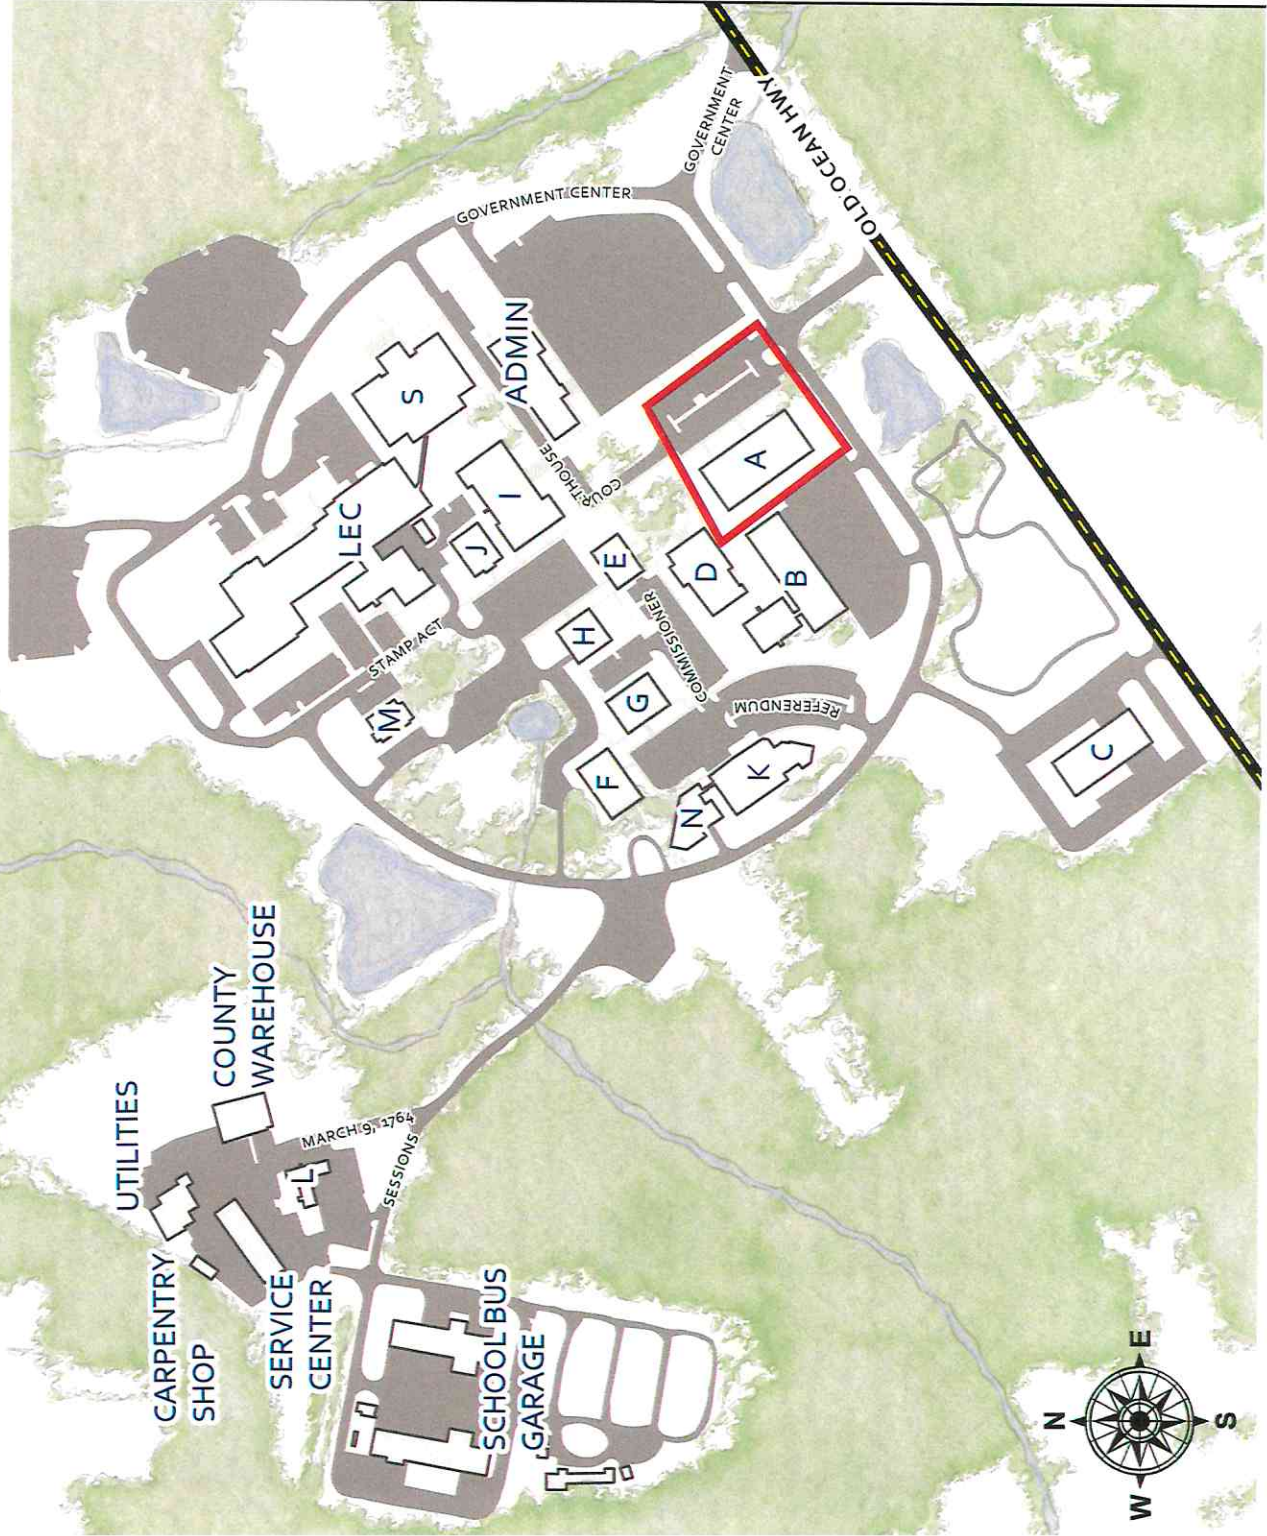 UTILITIES
COUNTY
WAREHOUSE
CARPENTRY
SHOP
L
MARCH 9, 1764
SERVICE
CENTER
SESSIONS
SCHOOL BUS
GARAGE
LEC
S
STAMP ACT
M
J
I
GOVERNMENT CENTER
ADMIN
COURTHOUSE
H
E
F
G
COMMISSIONER
D
A
GOVERNMENT
CENTER
N
K
REFERENDUM
B
OLD OCEAN HWY
C
N
W
E
S